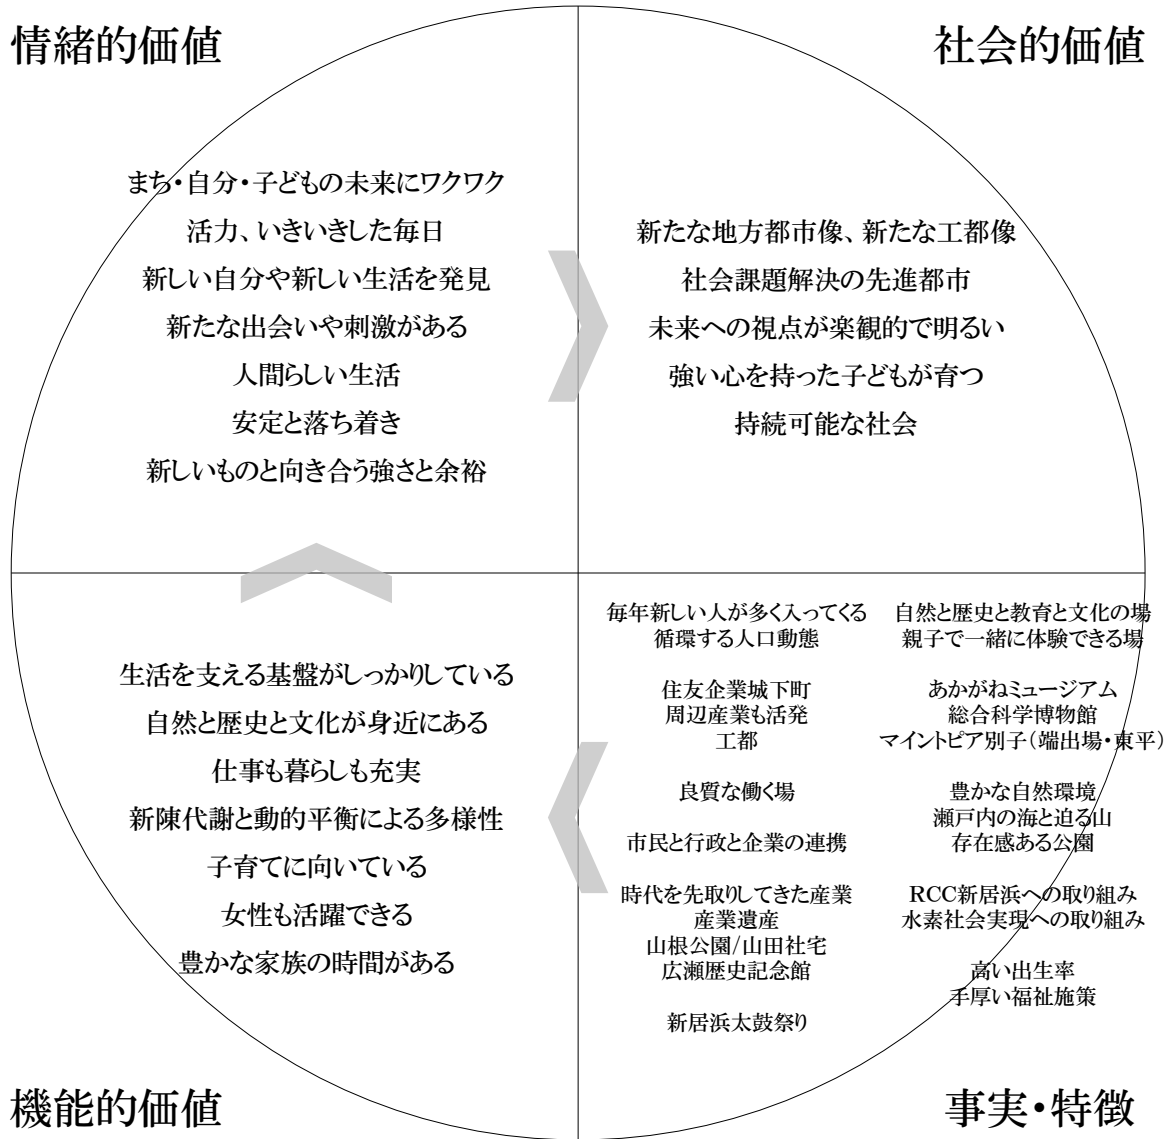 情緒的価値
まち・自分・子どもの未来にワクワク
活力、いきいきした毎日
新しい自分や新しい生活を発見
新たな出会いや刺激がある
人間らしい生活
安定と落ち着き
新しいものと向き合う強さと余裕
社会的価値
新たな地方都市像、新たな工都像
社会課題解決の先進都市
未来への視点が楽観的で明るい
強い心を持った子どもが育つ
持続可能な社会
生活を支える基盤がしっかりしている
自然と歴史と文化が身近にある
仕事も暮らしも充実
新陳代謝と動的平衡による多様性
子育てに向いている
女性も活躍できる
豊かな家族の時間がある
機能的価値
毎年新しい人が多く入ってくる
循環する人口動態
住友企業城下町
周辺産業も活発
工都
良質な働く場
市民と行政と企業の連携
時代を先取りしてきた産業
産業遺産
山根公園/山田社宅
広瀬歴史記念館
新居浜太鼓祭り
自然と歴史と教育と文化の場
親子で一緒に体験できる場
あかがねミュージアム
総合科学博物館
マイントピア別子(端出場・東平)
豊かな自然環境
瀬戸内の海と迫る山
存在感ある公園
RCC新居浜への取り組み
水素社会実現への取り組み
高い出生率
手厚い福祉施策
事実・特徴